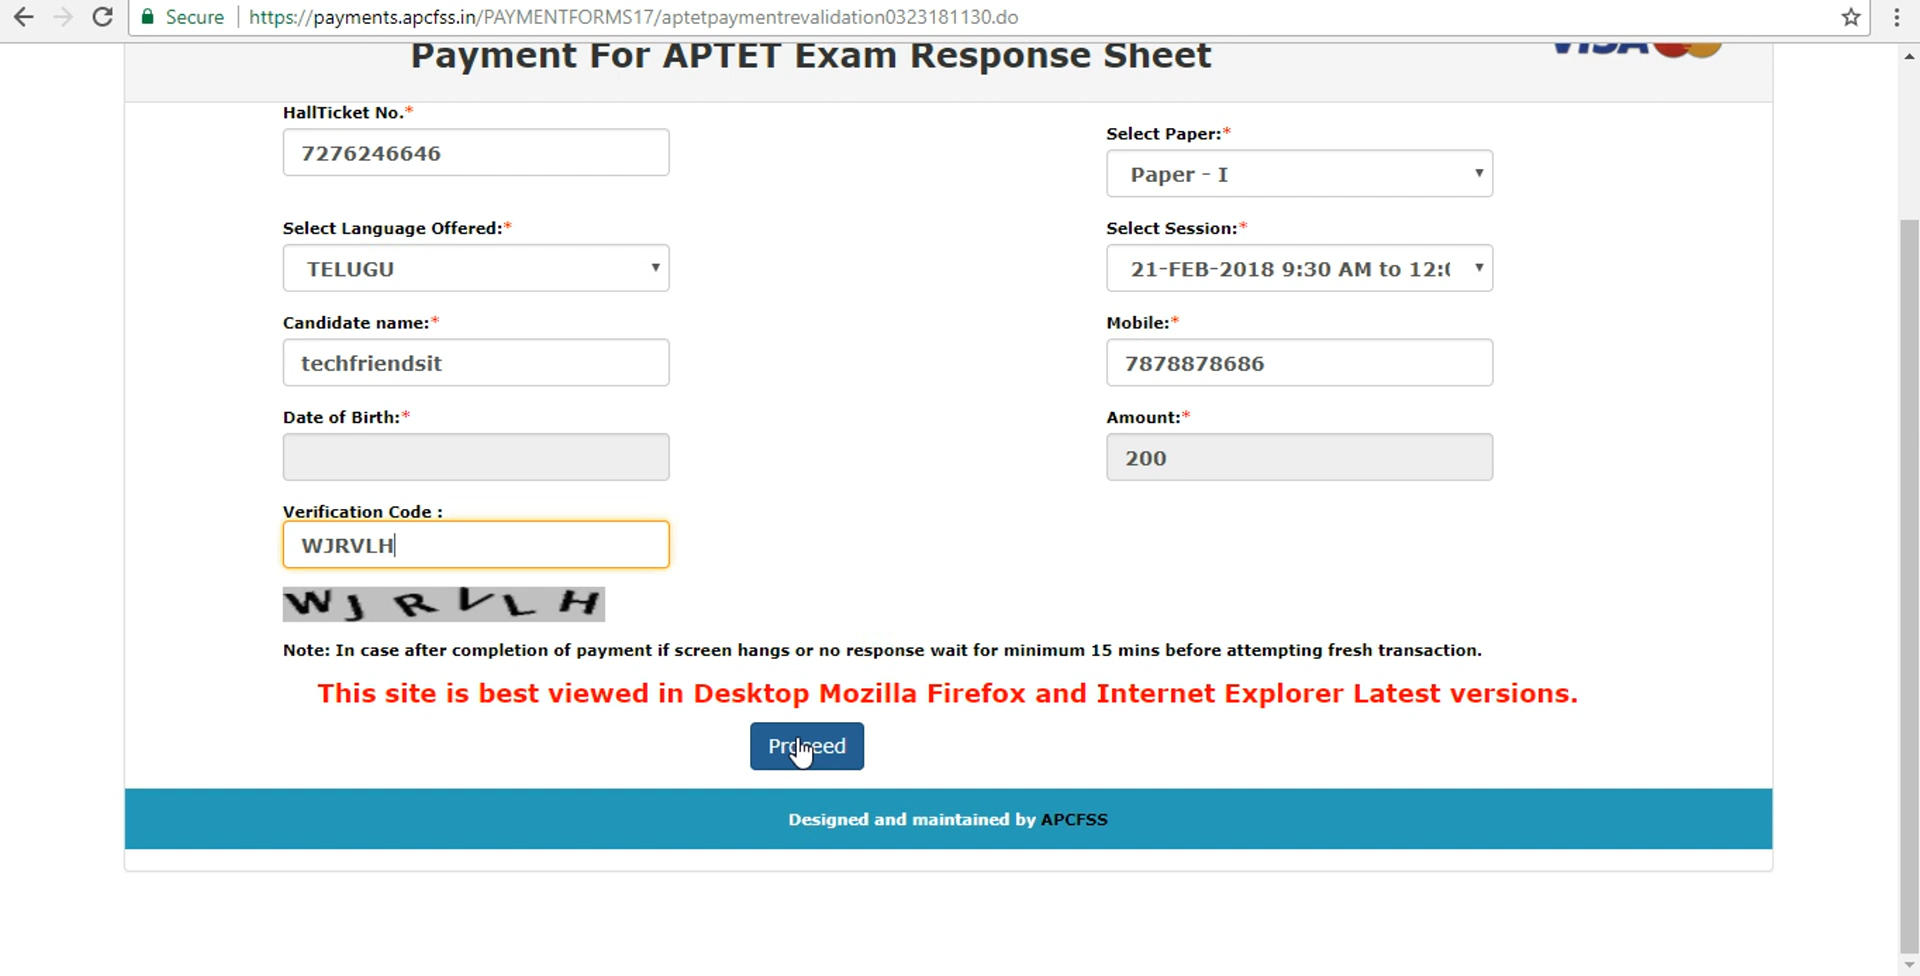 Secure https://payments.apcfss.in/PAYMENTFORMS17/aptetpaymentrevalidation0323181130.do
Payment For APTET Exam Response Sheet
VISA
HallTicket No.*
7276246646
Select Paper:*
Paper - I
Select Language Offered:*
TELUGU
Select Session:*
21-FEB-2018 9:30 AM to 12:(
Candidate name:*
techfriendsit
Mobile:*
7878878686
Date of Birth:*
Amount:*
200
Verification Code :
WJRVLH
W J R V L H
Note: In case after completion of payment if screen hangs or no response wait for minimum 15 mins before attempting fresh transaction.
This site is best viewed in Desktop Mozilla Firefox and Internet Explorer Latest versions.
Proceed
Designed and maintained by APCFSS